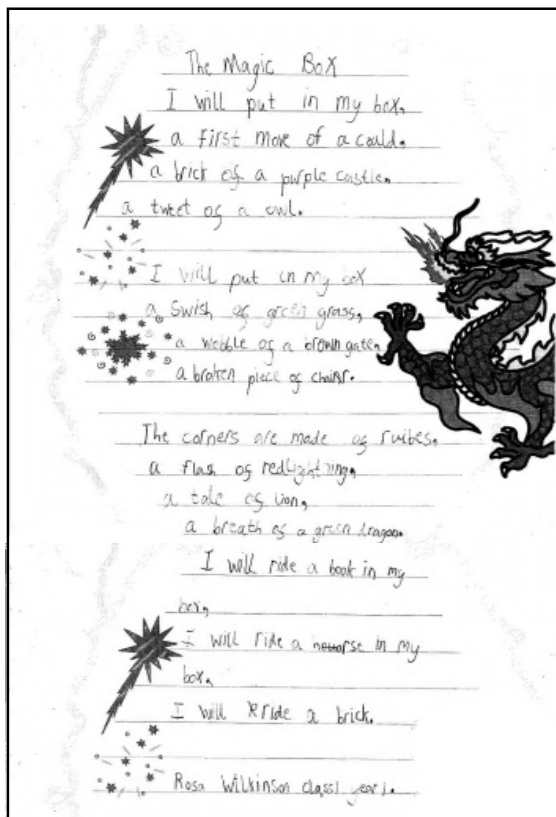 The Magic Box
I will put in my box,
a first move of a could,
a brick of a purple castle,
a tweet of a owl.
I will put in my box
a swish of green grass,
a wobble of a brown gate,
a broken piece of chair.
The corners are made of ruibes,
a flash of redlightning,
a tale of lion,
a breath of a green dragon.
I will ride a book in my
box,
I will ride a horse in my
box,
I will ride a brick.
Rosa Wilkinson class1 year1.